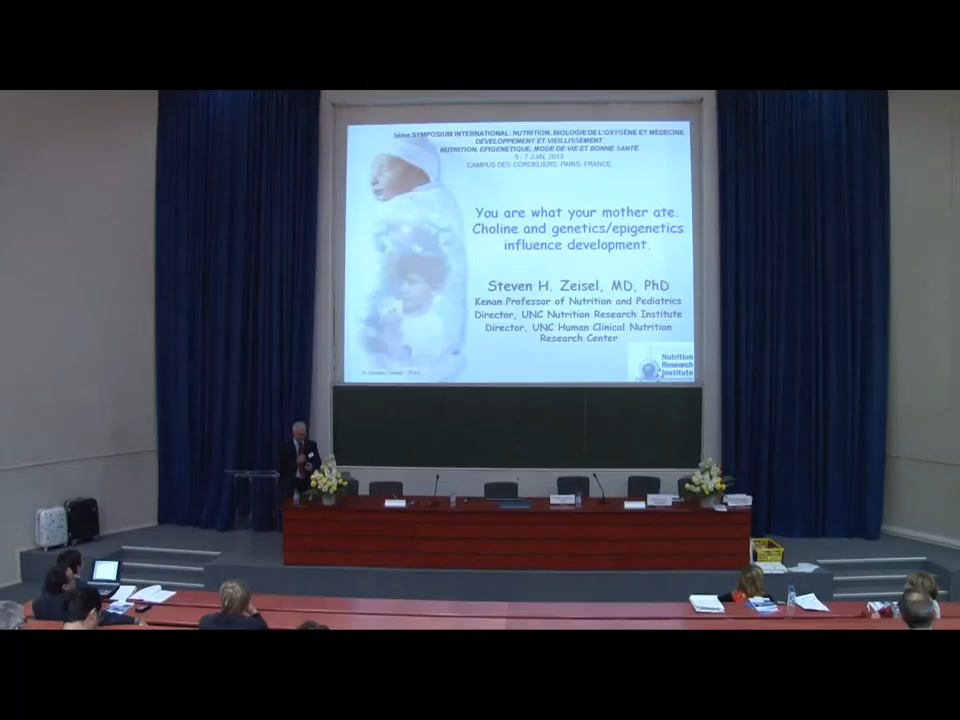 5ème SYMPOSIUM INTERNATIONAL: NUTRITION, BIOLOGIE DE L'OXYGÈNE ET MÉDECINE
DÉVELOPPEMENT ET VIEILLISSEMENT
NUTRITION, EPIGENETIQUE, MODE DE VIE ET BONNE SANTÉ
5 - 7 JUIN, 2013
CAMPUS DES CORDELIERS, PARIS, FRANCE
You are what your mother ate.
Choline and genetics/epigenetics
influence development.
Steven H. Zeisel, MD, PhD
Kenan Professor of Nutrition and Pediatrics
Director, UNC Nutrition Research Institute
Director, UNC Human Clinical Nutrition
Research Center
Nutrition
Research
Institute